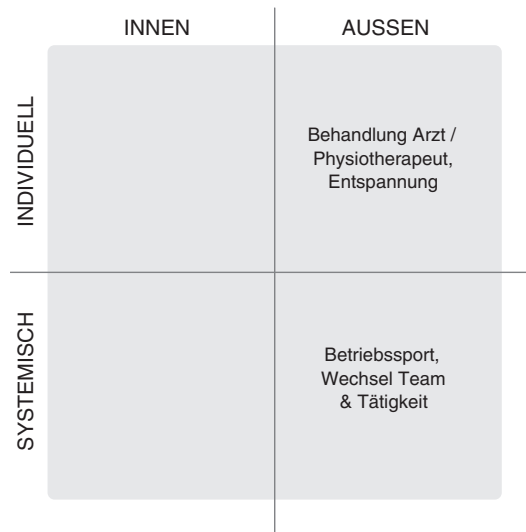 INNEN AUSSEN
INDIVIDUELL
Behandlung Arzt /
Physiotherapeut,
Entspannung
SYSTEMISCH
Betriebssport,
Wechsel Team
& Tätigkeit